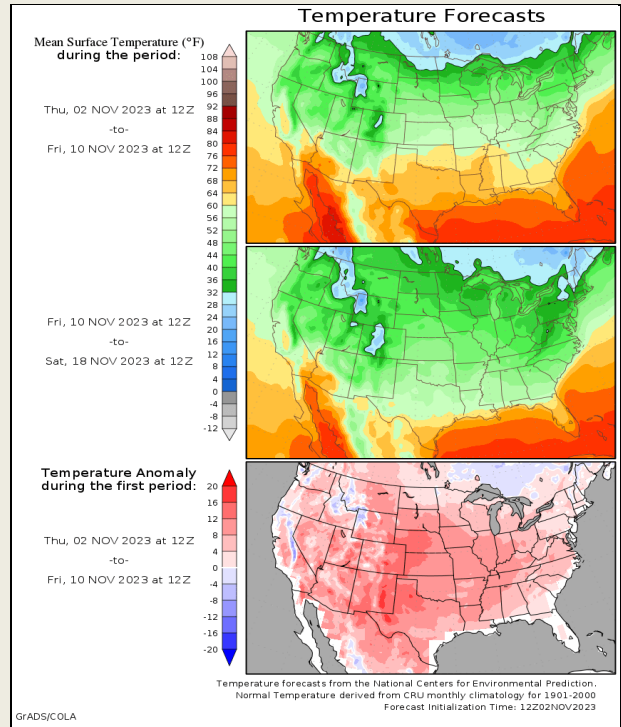 Temperature Forecasts
Mean Surface Temperature (°F)
during the period:
108
104
100
96
92
88
84
80
76
72
68
64
60
56
52
48
44
40
36
32
28
24
20
16
12
8
4
0
-4
-8
-12
Thu, 02 NOV 2023 at 12Z
-to-
Fri, 10 NOV 2023 at 12Z
Fri, 10 NOV 2023 at 12Z
-to-
Sat, 18 NOV 2023 at 12Z
Temperature Anomaly
during the first period:
20
16
12
8
4
0
-4
-8
-12
-16
-20
Thu, 02 NOV 2023 at 12Z
-to-
Fri, 10 NOV 2023 at 12Z
Temperature forecasts from the National Centers for Environmental Prediction.
Normal Temperature derived from CRU monthly climatology for 1901-2000
Forecast Initialization Time: 12Z02NOV2023
GrADS/COLA